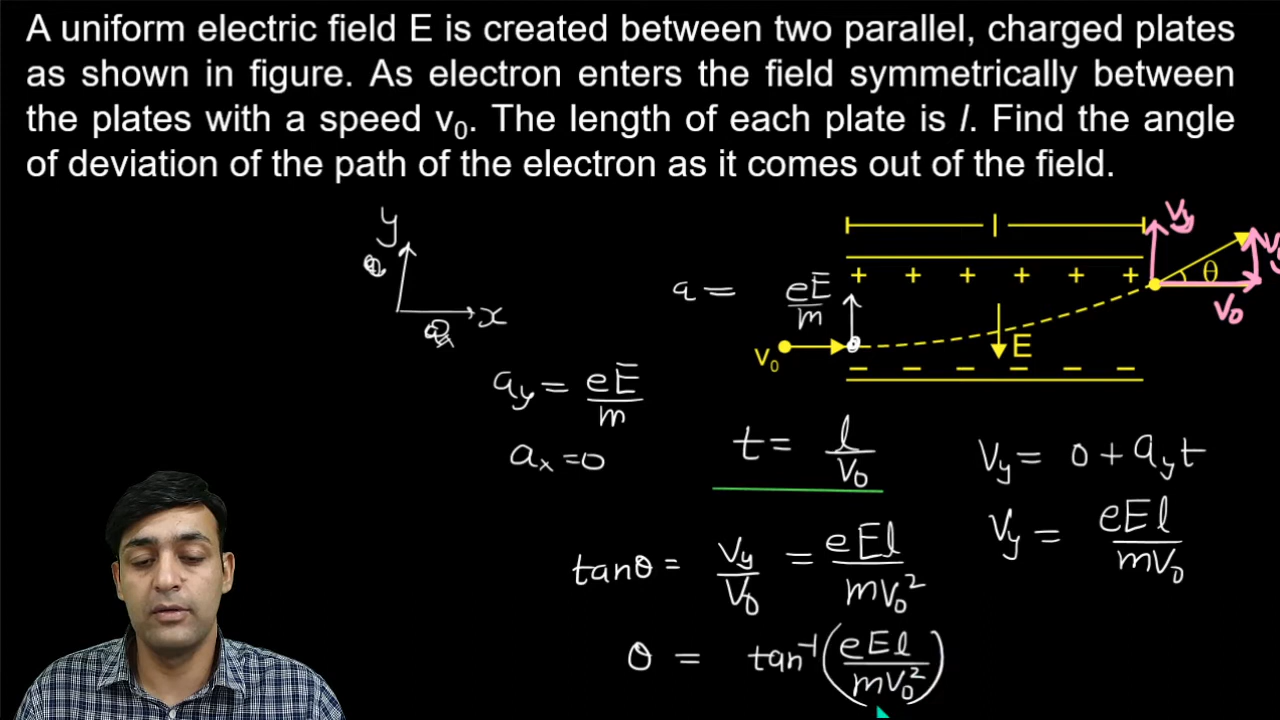 A uniform electric field E is created between two parallel, charged plates
as shown in figure. As electron enters the field symmetrically between
the plates with a speed v₀. The length of each plate is l. Find the angle
of deviation of the path of the electron as it comes out of the field.
y
x
l
+ + + + + +
Vy
Vy
θ
V₀
a = eE/m
v₀
E
− − − − − −
ay = eE/m
ax = 0
t = l/V₀
Vy = 0 + ayt
Vy = eEl/mV₀
tanθ = Vy/V₀ = eEl/mV₀²
θ = tan⁻¹(eEl/mV₀²)